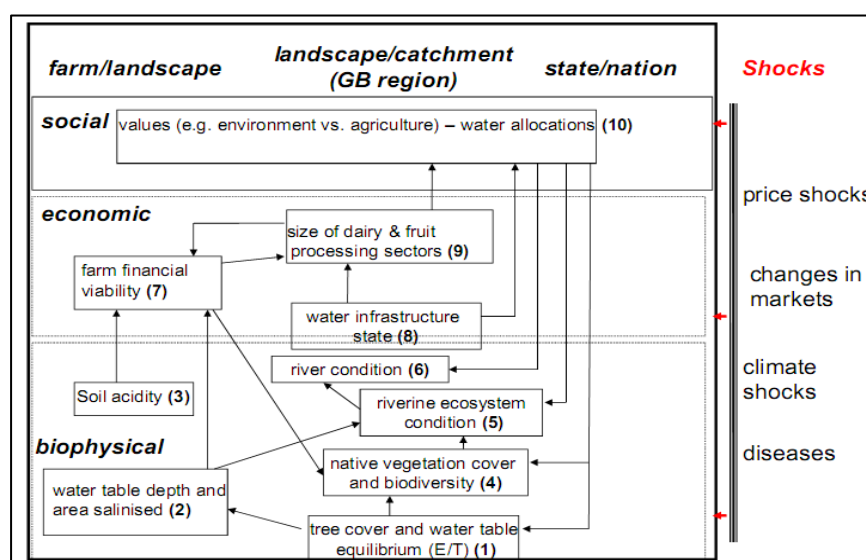 farm/landscape
landscape/catchment
(GB region)
state/nation
Shocks
social
values (e.g. environment vs. agriculture) – water allocations (10)
economic
size of dairy & fruit
processing sectors (9)
farm financial
viability (7)
water infrastructure
state (8)
river condition (6)
Soil acidity (3)
riverine ecosystem
condition (5)
biophysical
native vegetation cover
and biodiversity (4)
water table depth and
area salinised (2)
tree cover and water table
equilibrium (E/T) (1)
price shocks
changes in
markets
climate
shocks
diseases